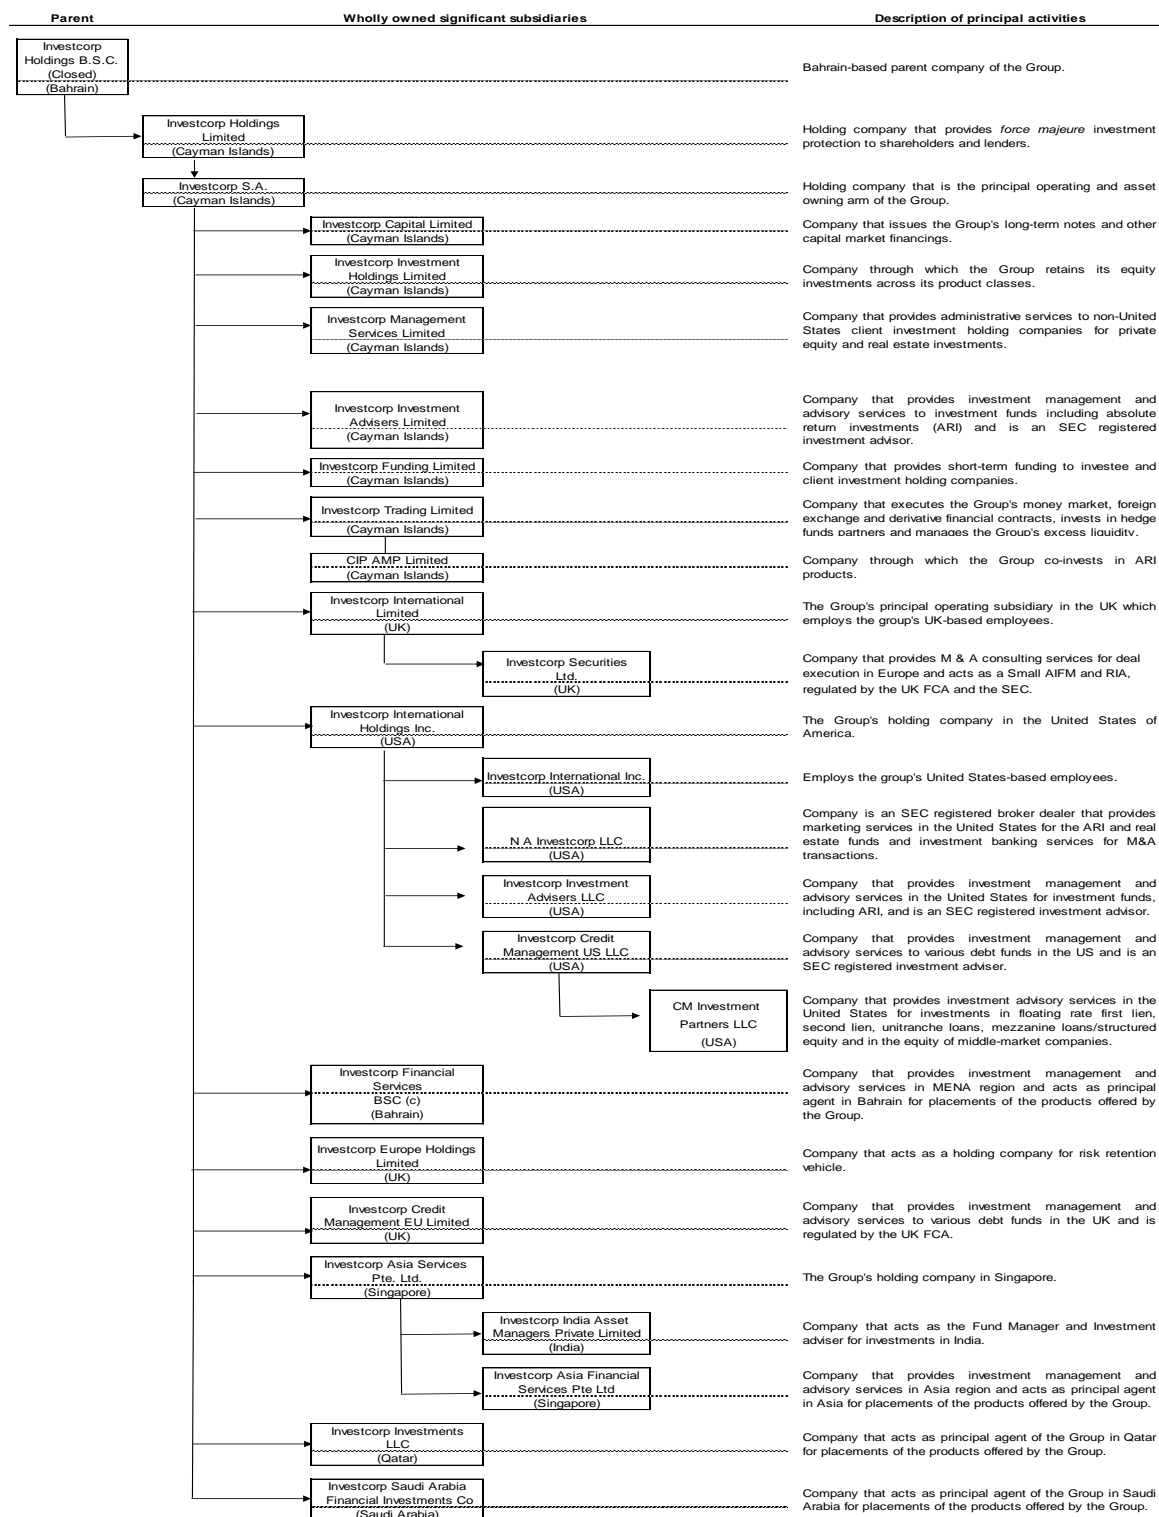 Parent Wholly owned significant subsidiaries Description of principal activities
Investcorp
Holdings B.S.C.
(Closed)
(Bahrain)
Bahrain-based parent company of the Group.
Investcorp Holdings
Limited
(Cayman Islands)
Holding company that provides force majeure investment
protection to shareholders and lenders.
Investcorp S.A.
(Cayman Islands)
Holding company that is the principal operating and asset
owning arm of the Group.
Investcorp Capital Limited
(Cayman Islands)
Company that issues the Group's long-term notes and other
capital market financings.
Investcorp Investment
Holdings Limited
(Cayman Islands)
Company through which the Group retains its equity
investments across its product classes.
Investcorp Management
Services Limited
(Cayman Islands)
Company that provides administrative services to non-United
States client investment holding companies for private
equity and real estate investments.
Investcorp Investment
Advisers Limited
(Cayman Islands)
Company that provides investment management and
advisory services to investment funds including absolute
return investments (ARI) and is an SEC registered
investment advisor.
Investcorp Funding Limited
(Cayman Islands)
Company that provides short-term funding to investee and
client investment holding companies.
Investcorp Trading Limited
(Cayman Islands)
Company that executes the Group's money market, foreign
exchange and derivative financial contracts, invests in hedge
funds partners and manages the Group's excess liquidity.
CIP AMP Limited
(Cayman Islands)
Company through which the Group co-invests in ARI
products.
Investcorp International
Limited
(UK)
The Group's principal operating subsidiary in the UK which
employs the group's UK-based employees.
Investcorp Securities
Ltd.
(UK)
Company that provides M & A consulting services for deal
execution in Europe and acts as a Small AIFM and RIA,
regulated by the UK FCA and the SEC.
Investcorp International
Holdings Inc.
(USA)
The Group's holding company in the United States of
America.
Investcorp International Inc.
(USA)
Employs the group's United States-based employees.
N A Investcorp LLC
(USA)
Company is an SEC registered broker dealer that provides
marketing services in the United States for the ARI and real
estate funds and investment banking services for M&A
transactions.
Investcorp Investment
Advisers LLC
(USA)
Company that provides investment management and
advisory services in the United States for investment funds,
including ARI, and is an SEC registered investment advisor.
Investcorp Credit
Management US LLC
(USA)
Company that provides investment management and
advisory services to various debt funds in the US and is an
SEC registered investment adviser.
CM Investment
Partners LLC
(USA)
Company that provides investment advisory services in the
United States for investments in floating rate first lien,
second lien, unitranche loans, mezzanine loans/structured
equity and in the equity of middle-market companies.
Investcorp Financial
Services
BSC (c)
(Bahrain)
Company that provides investment management and
advisory services in MENA region and acts as principal
agent in Bahrain for placements of the products offered by
the Group.
Investcorp Europe Holdings
Limited
(UK)
Company that acts as a holding company for risk retention
vehicle.
Investcorp Credit
Management EU Limited
(UK)
Company that provides investment management and
advisory services to various debt funds in the UK and is
regulated by the UK FCA.
Investcorp Asia Services
Pte. Ltd.
(Singapore)
The Group's holding company in Singapore.
Investcorp India Asset
Managers Private Limited
(India)
Company that acts as the Fund Manager and Investment
adviser for investments in India.
Investcorp Asia Financial
Services Pte Ltd
(Singapore)
Company that provides investment management and
advisory services in Asia region and acts as principal agent
in Asia for placements of the products offered by the Group.
Investcorp Investments
LLC
(Qatar)
Company that acts as principal agent of the Group in Qatar
for placements of the products offered by the Group.
Investcorp Saudi Arabia
Financial Investments Co
(Saudi Arabia)
Company that acts as principal agent of the Group in Saudi
Arabia for placements of the products offered by the Group.